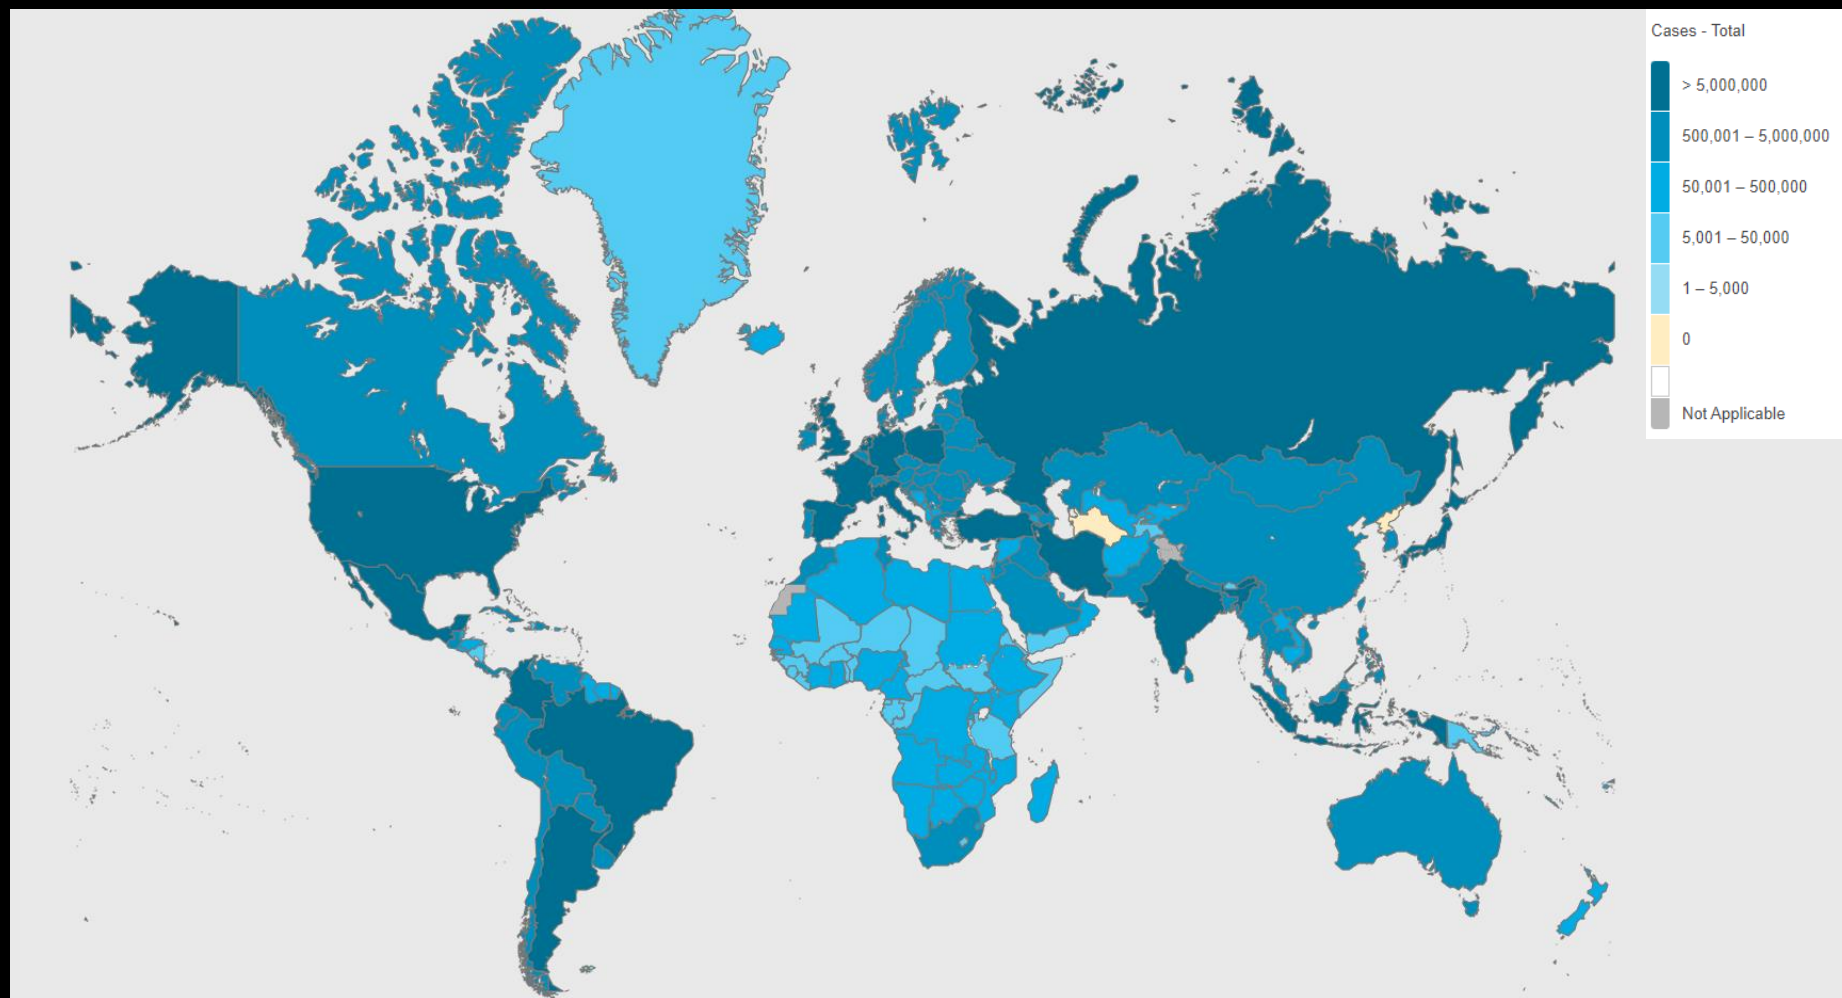 Cases - Total
> 5,000,000
500,001 – 5,000,000
50,001 – 500,000
5,001 – 50,000
1 – 5,000
0
Not Applicable